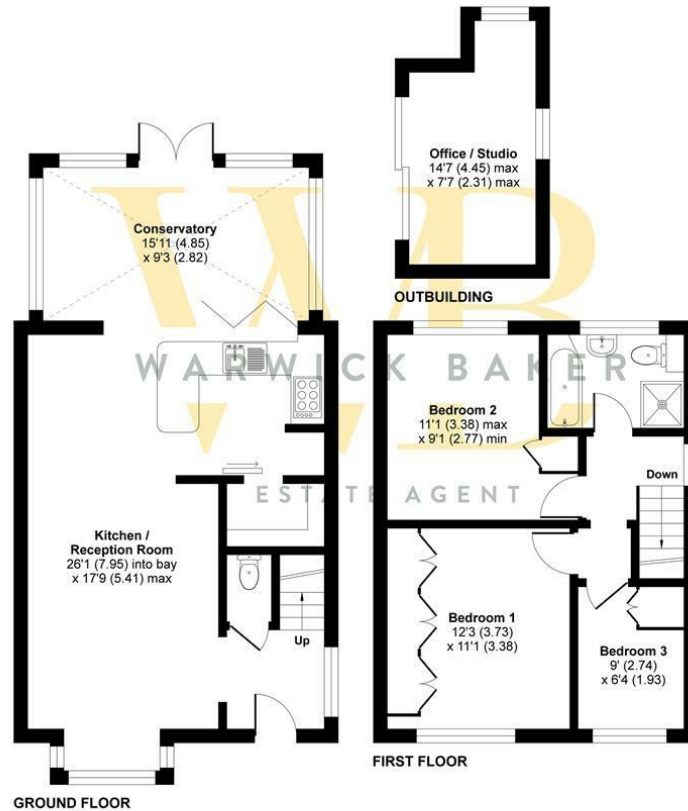 Office / Studio
14'7 (4.45) max
x 7'7 (2.31) max
OUTBUILDING
Conservatory
15'11 (4.85)
x 9'3 (2.82)
WB
WARWICK BAKER
ESTATE AGENT
Kitchen /
Reception Room
26'1 (7.95) into bay
x 17'9 (5.41) max
Up
GROUND FLOOR
Bedroom 2
11'1 (3.38) max
x 9'1 (2.77) min
Down
Bedroom 1
12'3 (3.73)
x 11'1 (3.38)
Bedroom 3
9' (2.74)
x 6'4 (1.93)
FIRST FLOOR